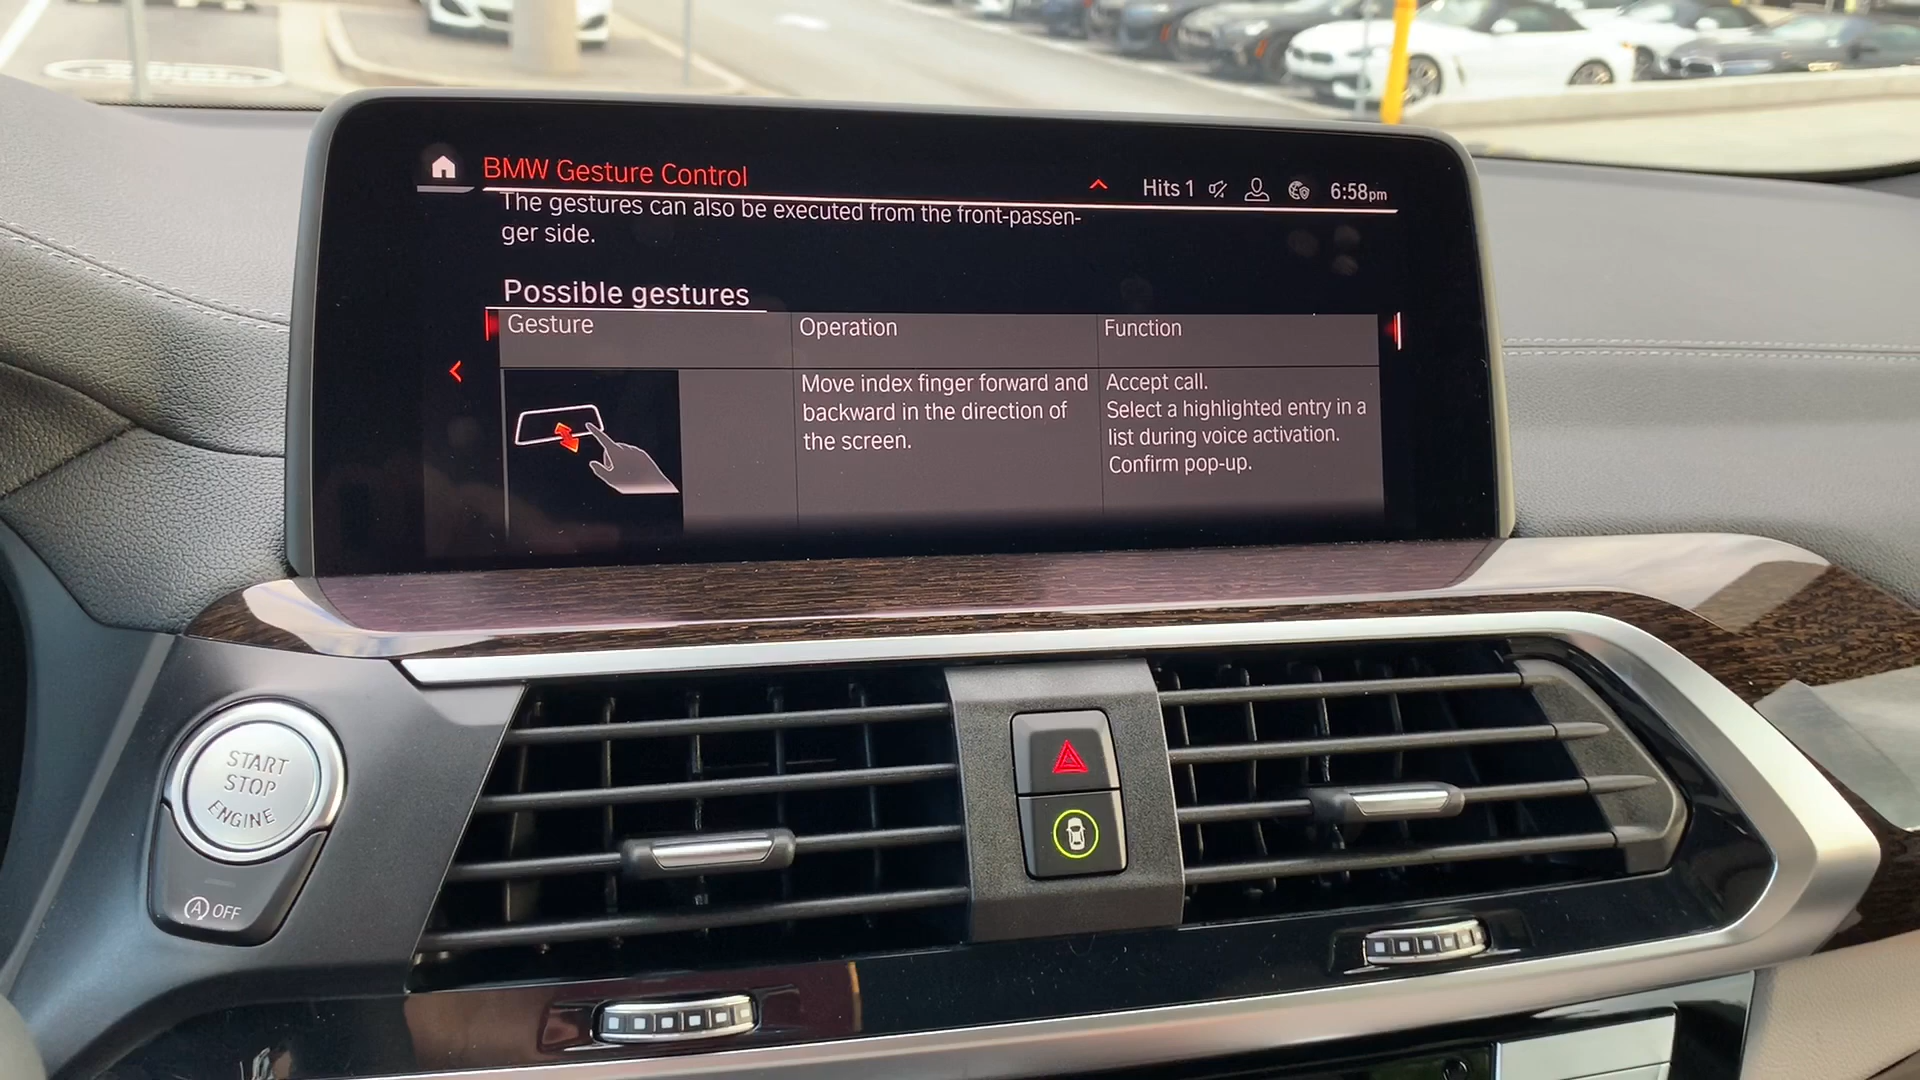 BMW Gesture Control
Hits 1
6:58pm
The gestures can also be executed from the front-passen-
ger side.
Possible gestures
Gesture
Operation
Function
Move index finger forward and
backward in the direction of
the screen.
Accept call.
Select a highlighted entry in a
list during voice activation.
Confirm pop-up.
START
STOP
ENGINE
A OFF